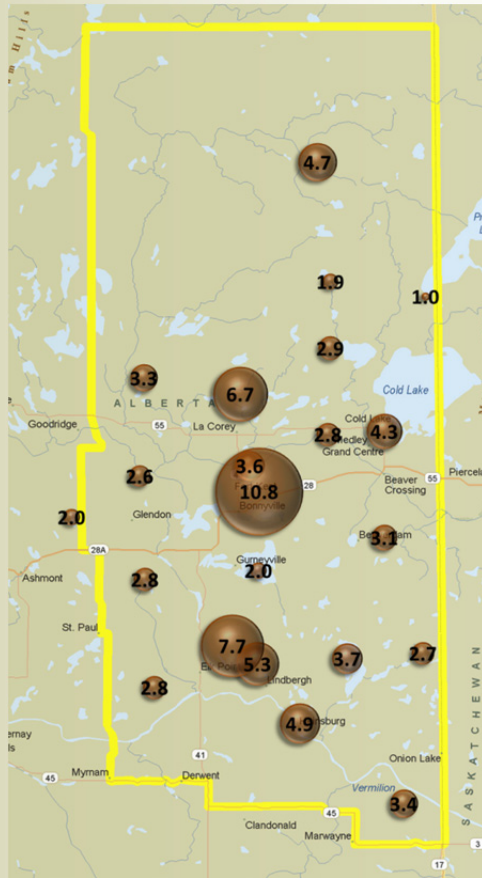 4.7
1.9
1.0
2.9
3.3
6.7
ALBERTA
Cold Lake
Goodridge
55
La Corey
2.8
Cold Lake
4.3
Grand Centre
3.6
2.6
10.8
Bonnyville
28
Beaver
Crossing
55
2.0
Glendon
3.1
28A
Ashmont
Gurneyville
2.0
2.8
St. Paul
7.7
5.3
3.7
2.7
Lindbergh
2.8
4.9
SASKATCHEWAN
41
Onion Lake
45
Myrnam
Derwent
Vermilion
3.4
45
Clandonald
Marwayne
3
17